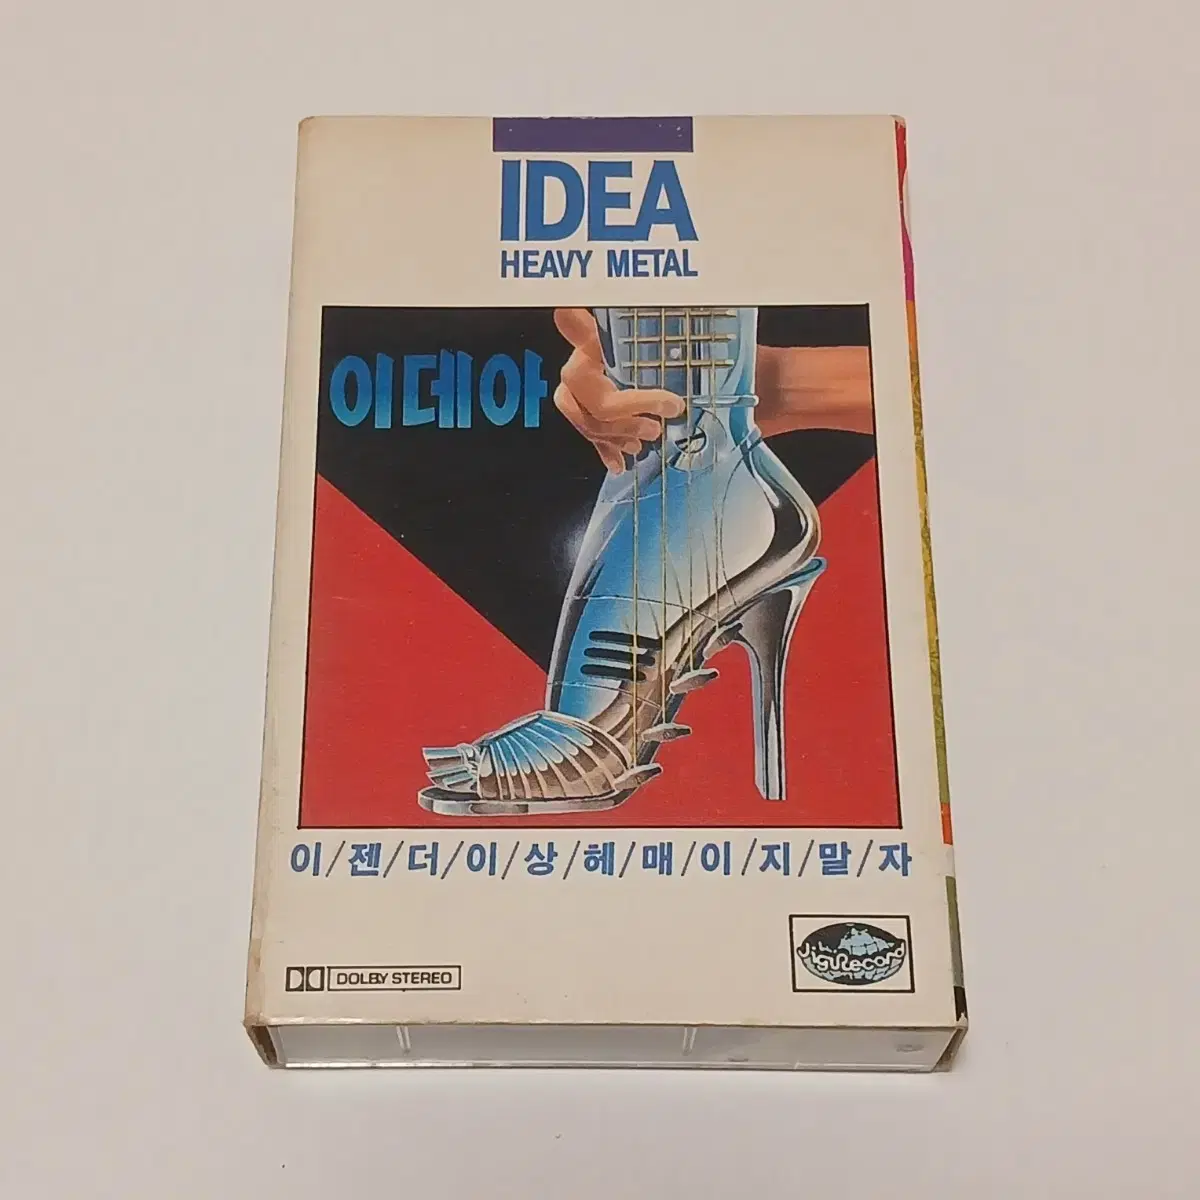 IDEA
HEAVY METAL
이데아
이/젠/더/이/상/헤/매/이/지/말/자
DOLBY STEREO
JiguRecord